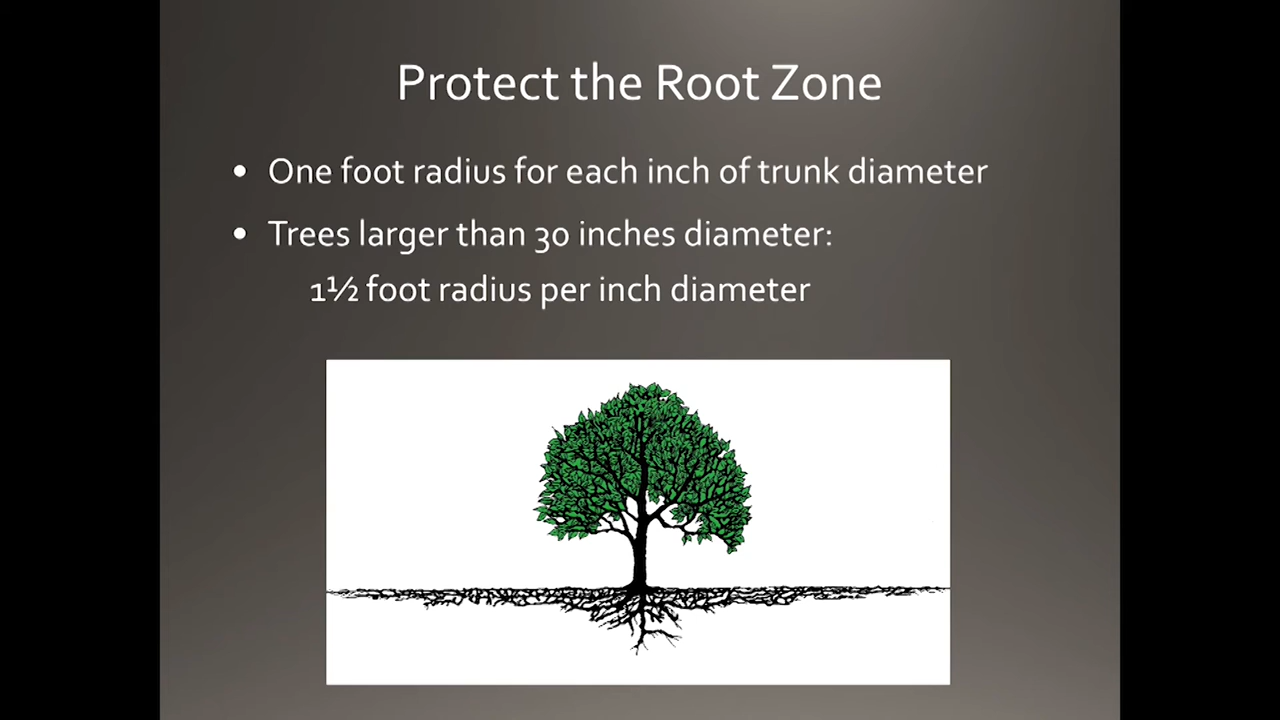 Protect the Root Zone
• One foot radius for each inch of trunk diameter
• Trees larger than 30 inches diameter:
1½ foot radius per inch diameter